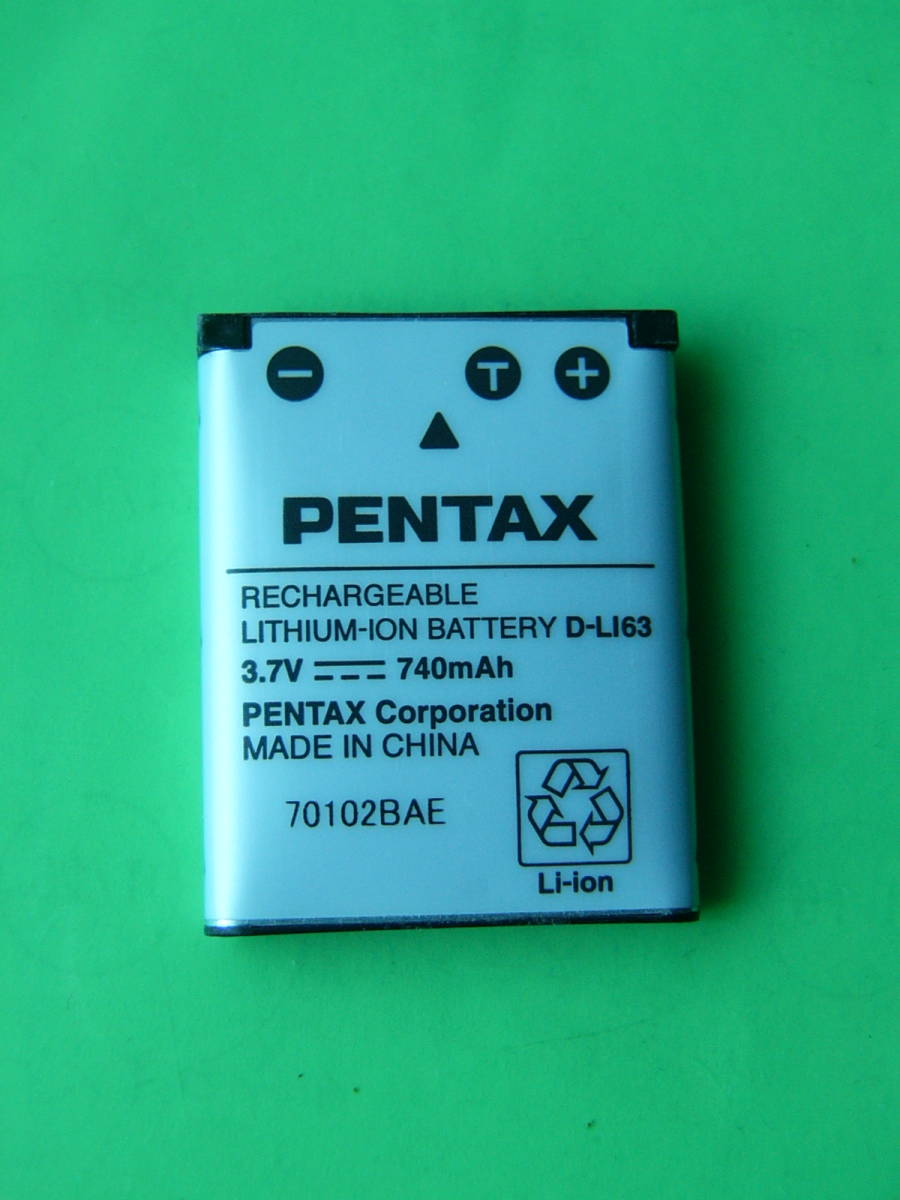 − T +
PENTAX
RECHARGEABLE
LITHIUM-ION BATTERY D-LI63
3.7V 740mAh
PENTAX Corporation
MADE IN CHINA
70102BAE
Li-ion